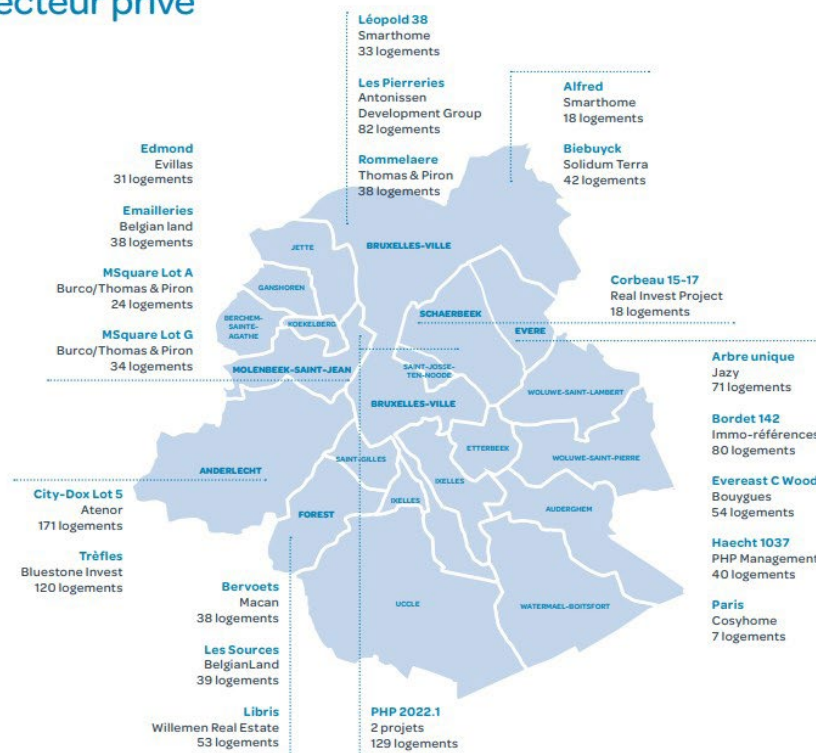 ecteur privé
Léopold 38
Smarthome
33 logements
Les Pierreries
Antonissen
Development Group
82 logements
Rommelaere
Thomas & Piron
38 logements
Alfred
Smarthome
18 logements
Biebuyck
Solidum Terra
42 logements
Edmond
Evillas
31 logements
Emailleries
Belgian land
38 logements
MSquare Lot A
Burco/Thomas & Piron
24 logements
MSquare Lot G
Burco/Thomas & Piron
34 logements
Corbeau 15-17
Real Invest Project
18 logements
Arbre unique
Jazy
71 logements
Bordet 142
Immo-références
80 logements
Evereast C Wood
Bouygues
54 logements
Haecht 1037
PHP Management
40 logements
Paris
Cosyhome
7 logements
City-Dox Lot 5
Atenor
171 logements
Trèfles
Bluestone Invest
120 logements
Bervoets
Macan
38 logements
Les Sources
BelgianLand
39 logements
Libris
Willemen Real Estate
53 logements
PHP 2022.1
2 projets
129 logements
JETTE
BRUXELLES-VILLE
GANSHOREN
BERCHEM-
SAINTE-
AGATHE
KOEKELBERG
SCHAERBEEK
EVERE
MOLENBEEK-SAINT-JEAN
SAINT-JOSSE-
TEN-NOODE
BRUXELLES-VILLE
WOLUWE-SAINT-LAMBERT
ETTERBEEK
WOLUWE-SAINT-PIERRE
ANDERLECHT
SAINT-GILLES
IXELLES
IXELLES
FOREST
AUDERGHEM
UCCLE
WATERMAEL-BOITSFORT